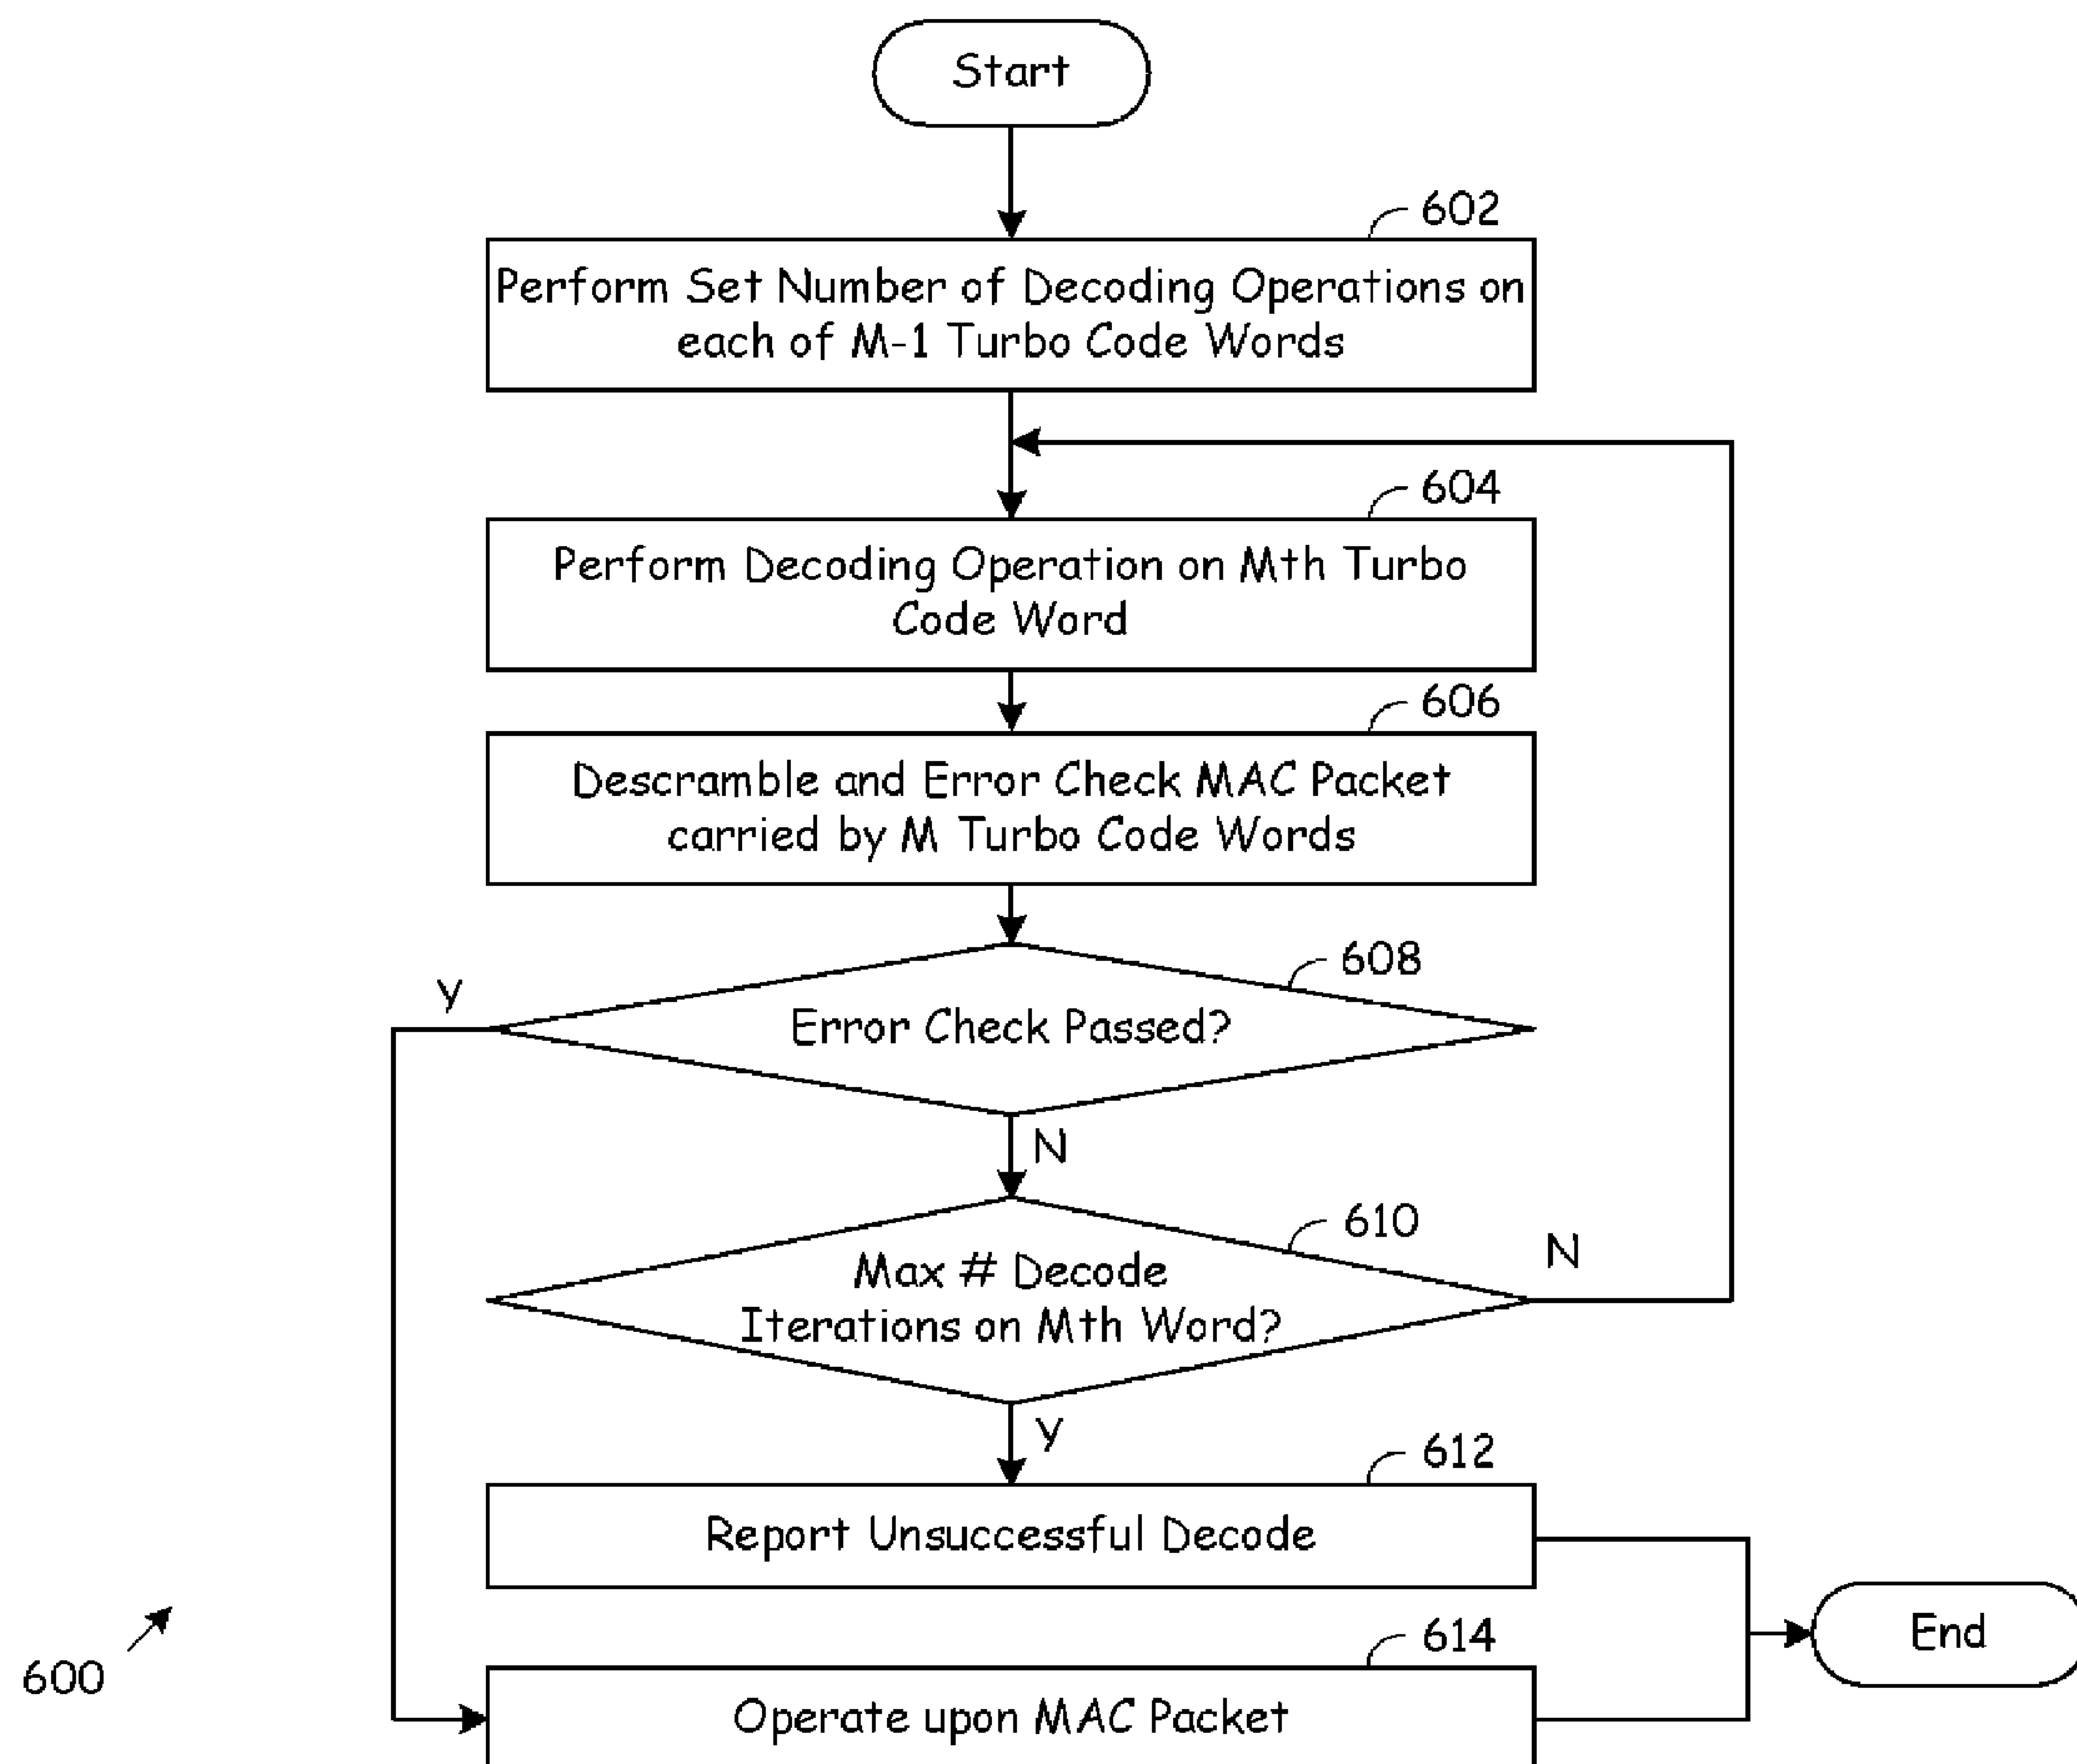 Start
602
Perform Set Number of Decoding Operations on
each of M-1 Turbo Code Words
604
Perform Decoding Operation on Mth Turbo
Code Word
606
Descramble and Error Check MAC Packet
carried by M Turbo Code Words
608
Y
Error Check Passed?
N
610
N
Max # Decode
Iterations on Mth Word?
Y
612
Report Unsuccessful Decode
614
End
600
Operate upon MAC Packet